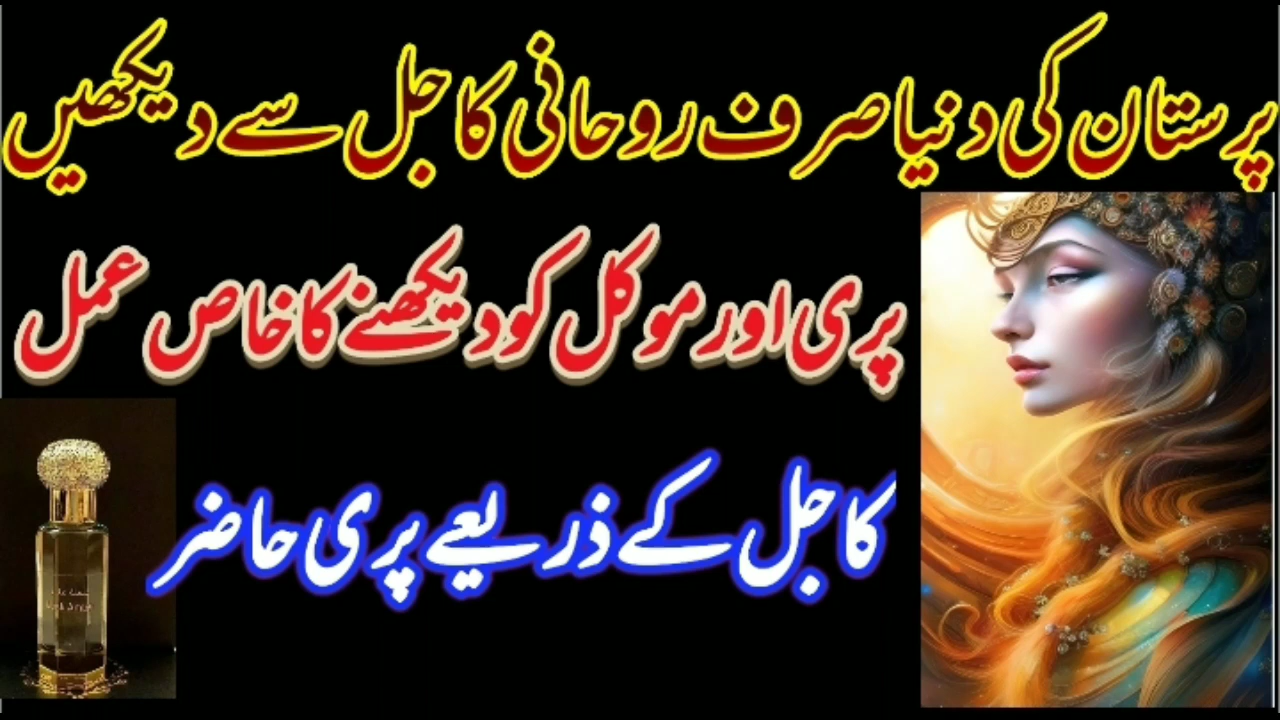 پرستان کی دنیا صرف روحانی کاجل سے دیکھیں
پری اور موکل کو دیکھنے کا خاص عمل
کاجل کے ذریعے پری حاضر